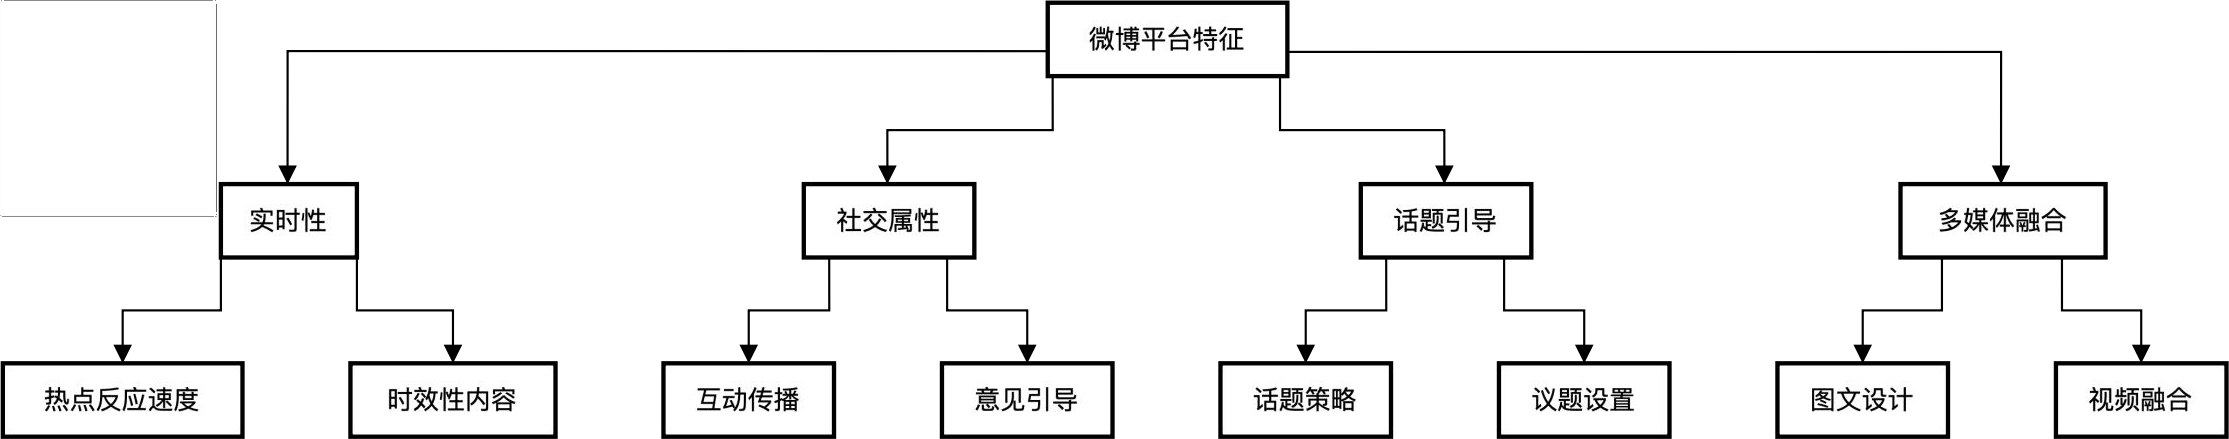 微博平台特征
实时性
社交属性
话题引导
多媒体融合
热点反应速度
时效性内容
互动传播
意见引导
话题策略
议题设置
图文设计
视频融合